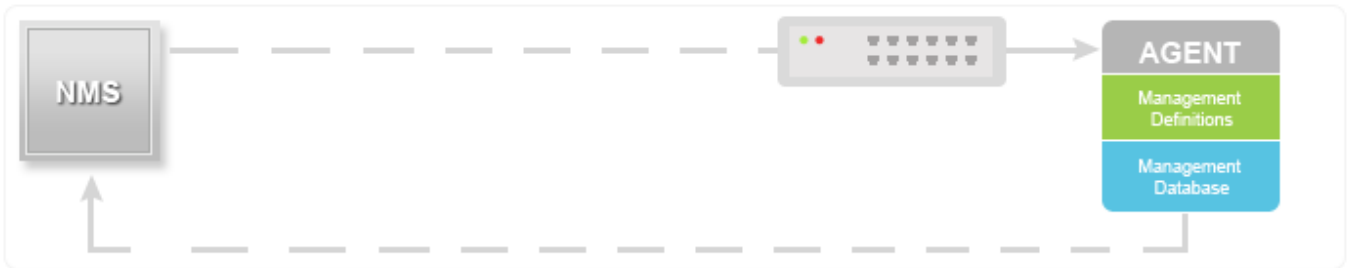 NMS
AGENT
Management
Definitions
Management
Database